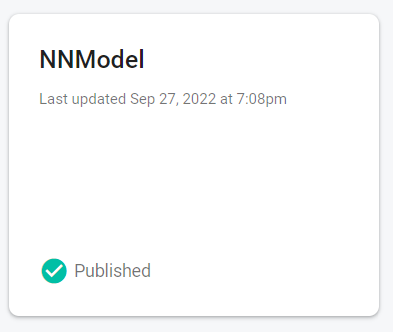 NNModel
Last updated Sep 27, 2022 at 7:08pm
Published